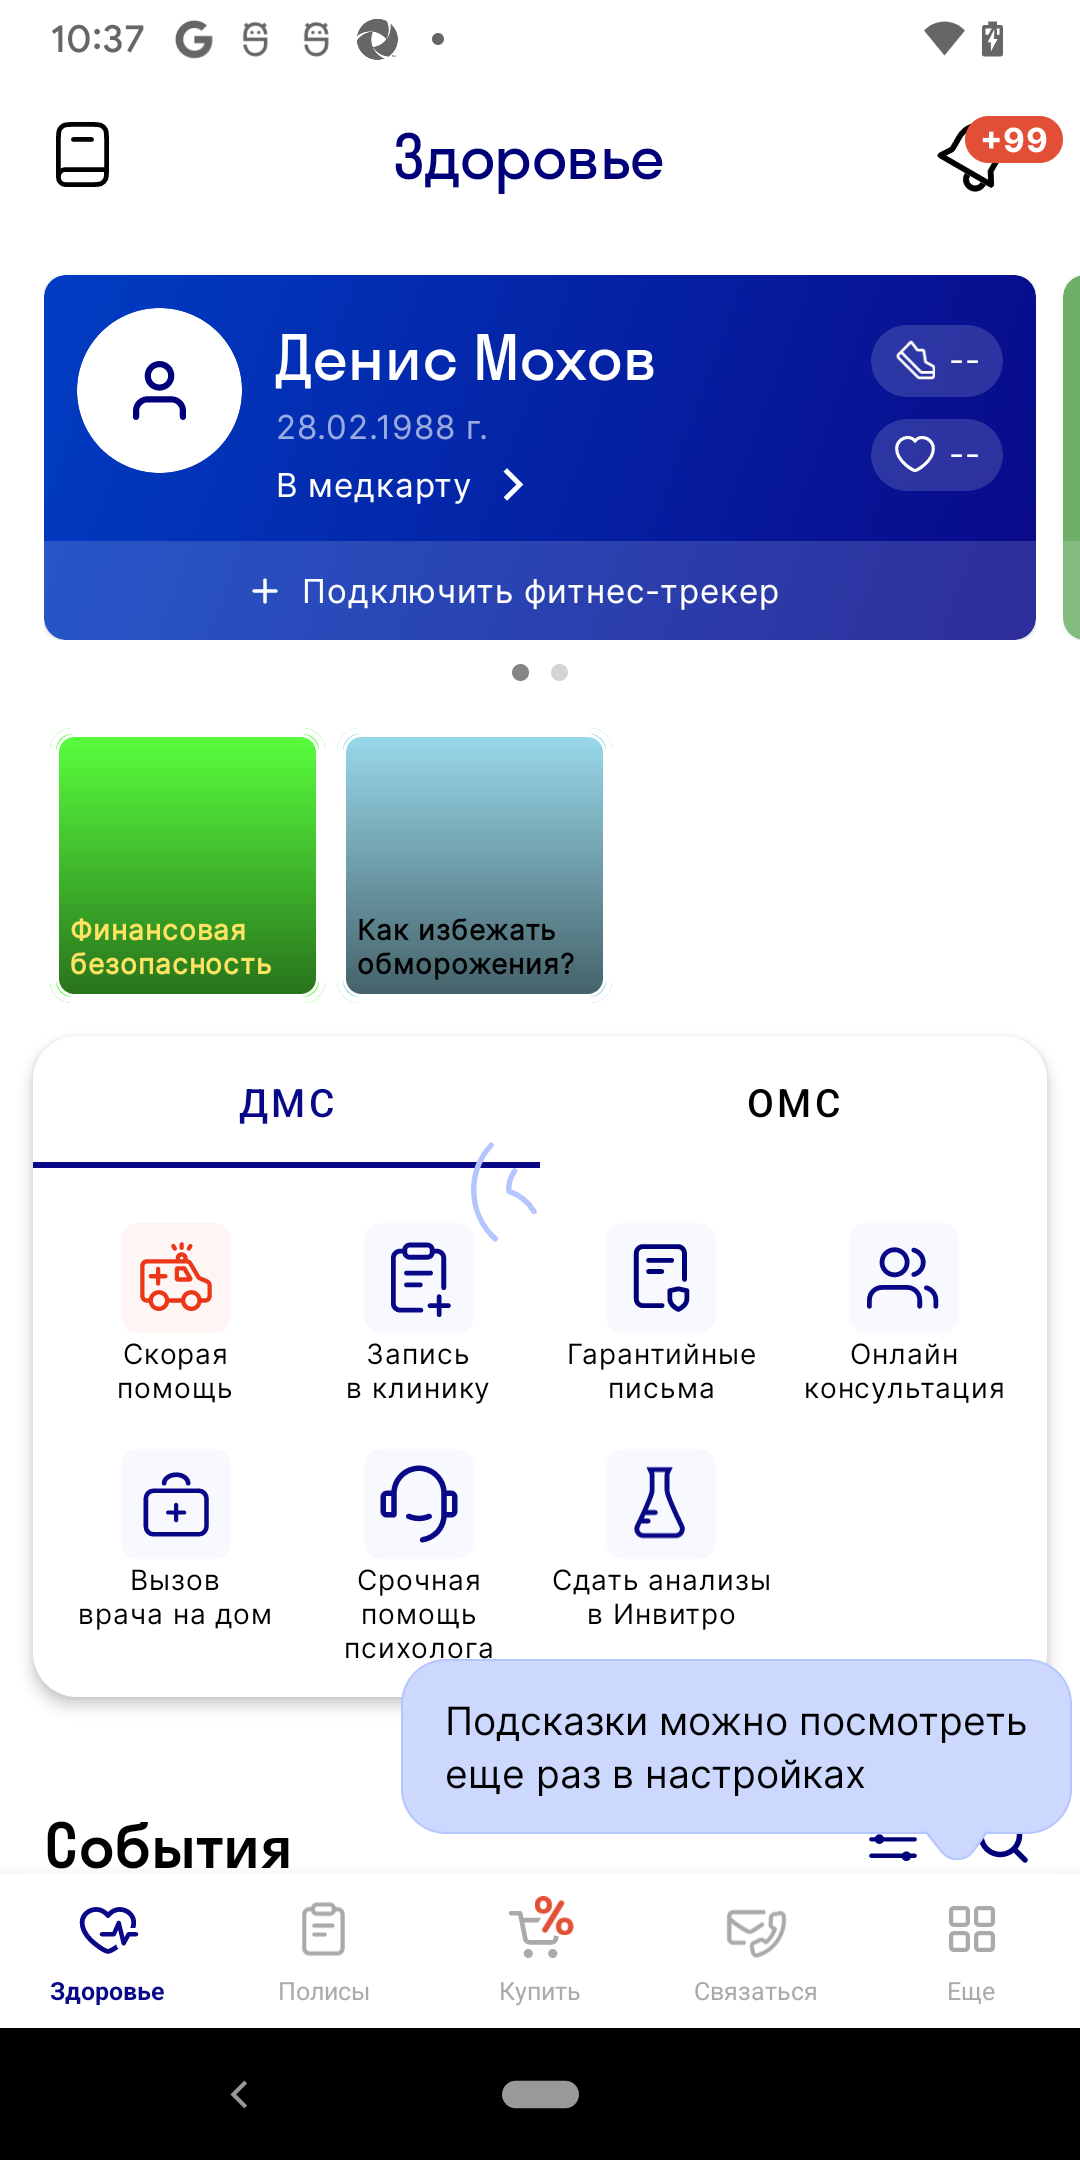 10:37
Здоровье
+99
Денис Мохов
28.02.1988 г.
В медкарту
--
--
+ Подключить фитнес-трекер
Финансовая
безопасность
Как избежать
обморожения?
ДМС
ОМС
Скорая
помощь
Запись
в клинику
Гарантийные
письма
Онлайн
консультация
Вызов
врача на дом
Срочная
помощь
психолога
Сдать анализы
в Инвитро
Подсказки можно посмотреть
еще раз в настройках
События
Здоровье
Полисы
%
Купить
Связаться
Еще